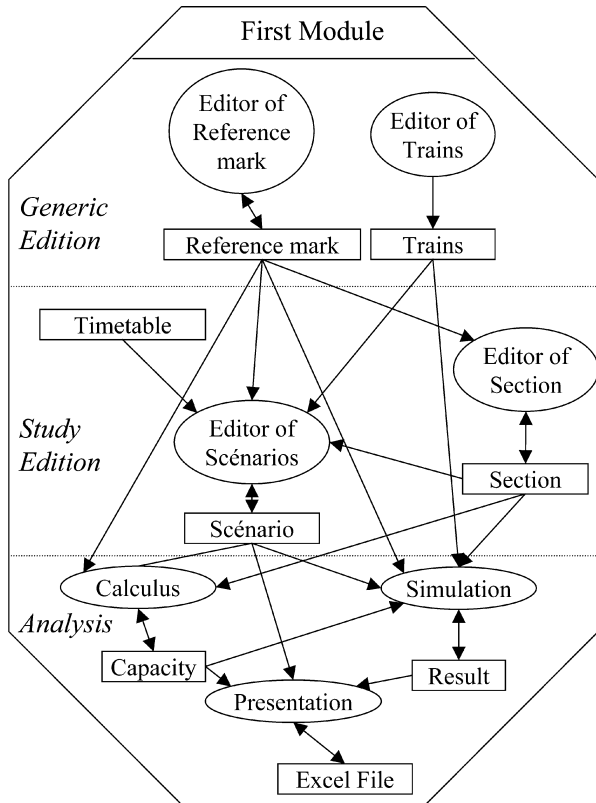 First Module
Editor of
Reference
mark
Editor of
Trains
Generic
Edition
Reference mark
Trains
Timetable
Editor of
Section
Study
Edition
Editor of
Scénarios
Section
Scénario
Calculus
Simulation
Analysis
Capacity
Result
Presentation
Excel File